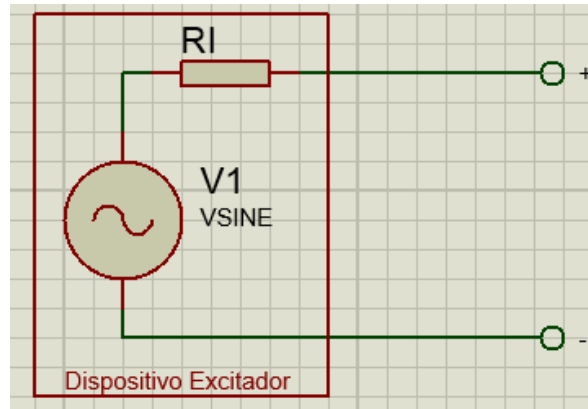 RI
+
V1
VSINE
-
Dispositivo Excitador